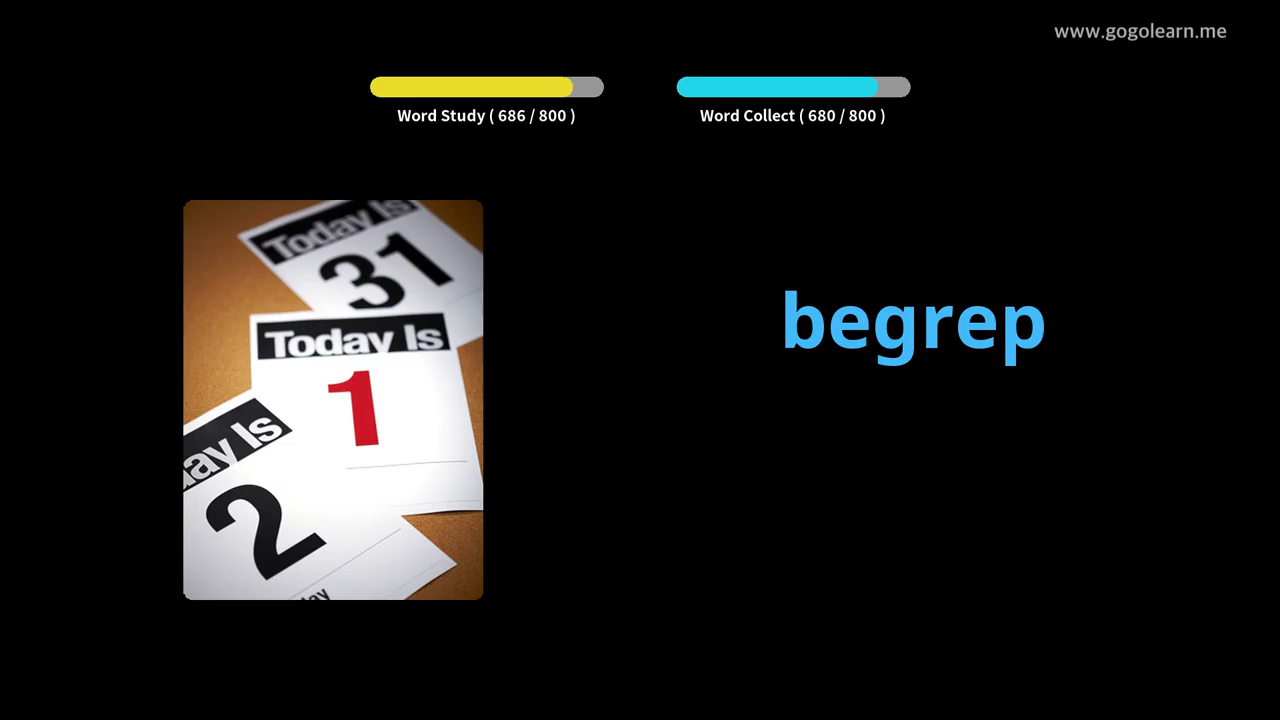 www.gogolearn.me
Word Study ( 686 / 800 )
Word Collect ( 680 / 800 )
Today Is
31
Today Is
1
ay Is
2
begrep